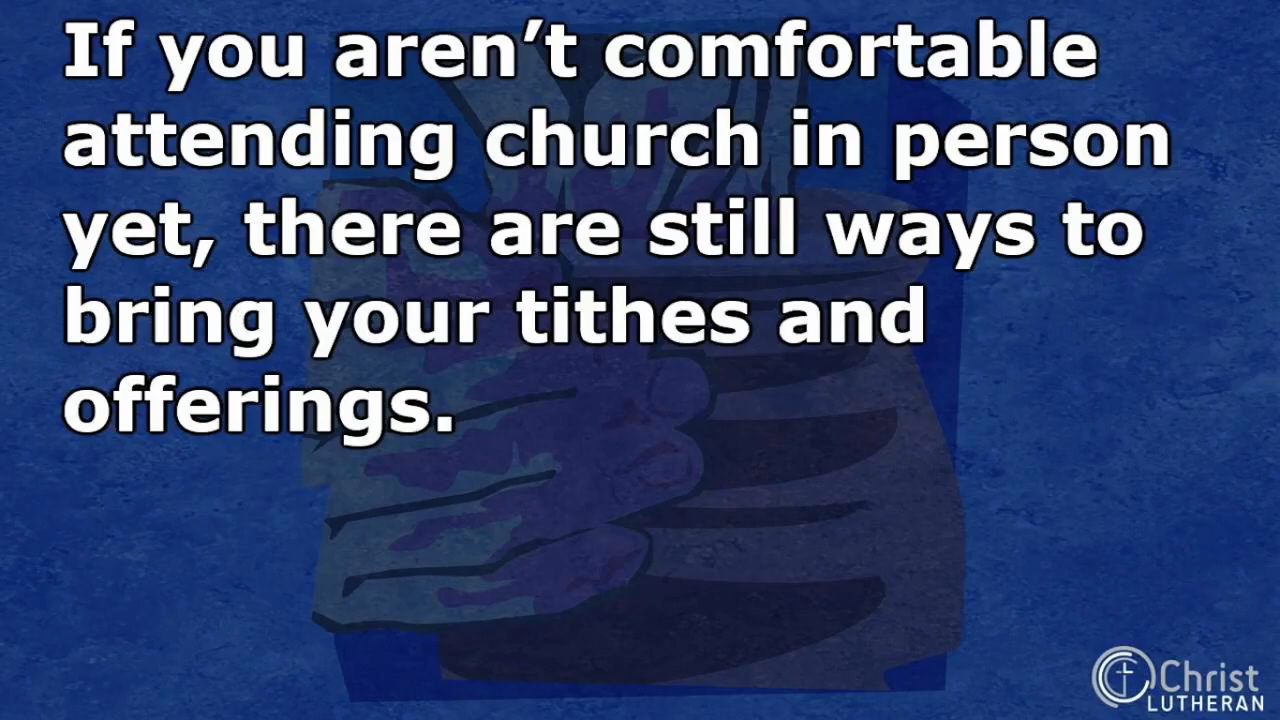 If you aren’t comfortable
attending church in person
yet, there are still ways to
bring your tithes and
offerings.
Christ
LUTHERAN